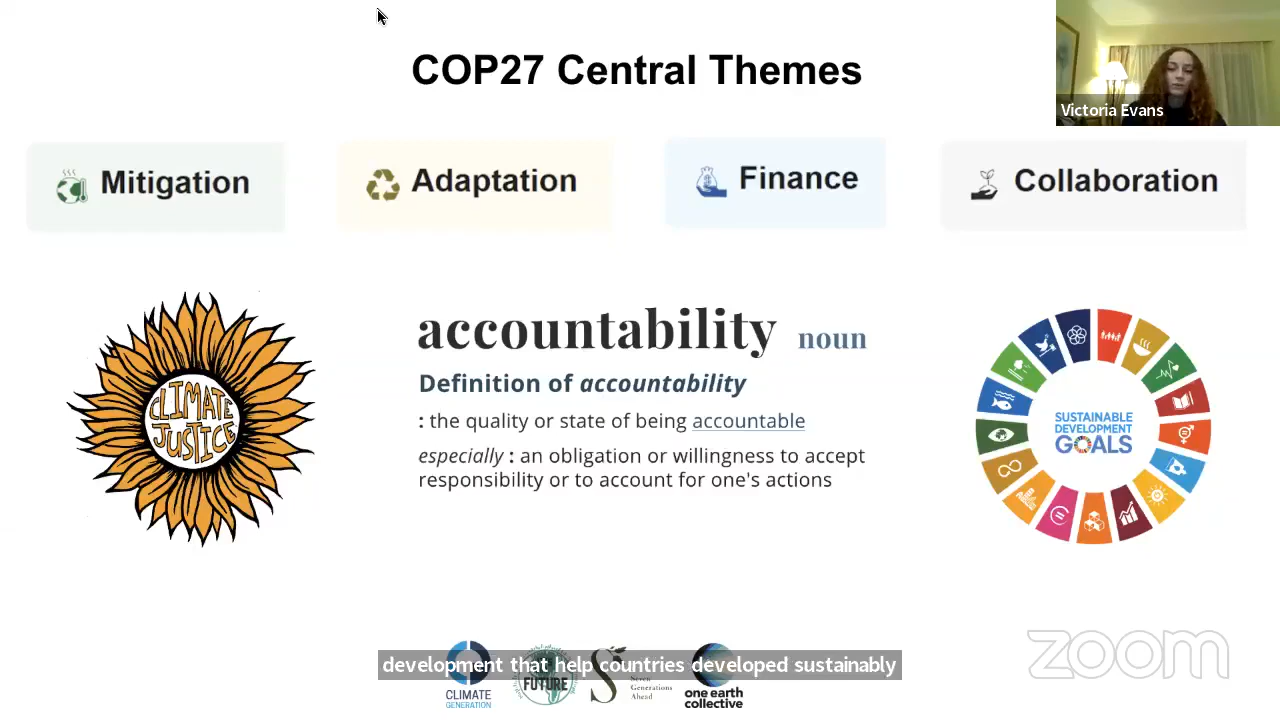 COP27 Central Themes
Victoria Evans
Mitigation
Adaptation
Finance
Collaboration
CLIMATE
JUSTICE
accountability noun
Definition of accountability
: the quality or state of being accountable
especially : an obligation or willingness to accept
responsibility or to account for one's actions
SUSTAINABLE
DEVELOPMENT
GOALS
development that help countries developed sustainably
CLIMATE
GENERATION
FUTURE
S
Seven
Generations
Ahead
one earth
collective
zoom